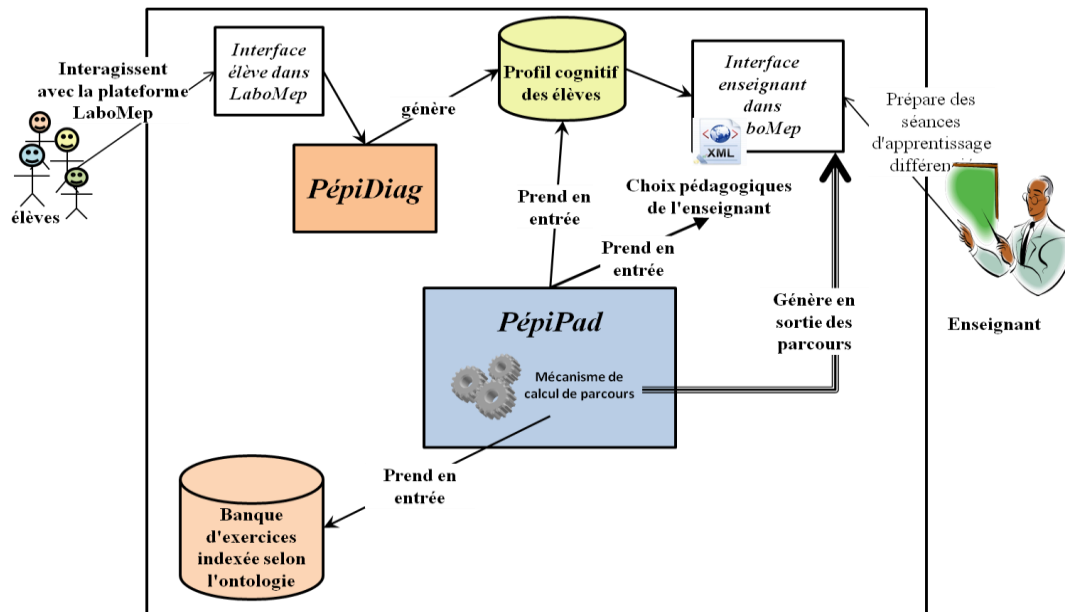 Interagissent
avec la plateforme
LaboMep
élèves
Interface
élève dans
LaboMep
génère
Profil cognitif
des élèves
Interface
enseignant
dans
boMep
XML
Prépare des
séances
d'apprentissage
PépiDiag
Prend en
entrée
Choix pédagogiques
de l'enseignant
Prend en
entrée
PépiPad
Mécanisme de
calcul de parcours
Génère en
sortie des
parcours
Enseignant
Prend en
entrée
Banque
d'exercices
indexée selon
l'ontologie